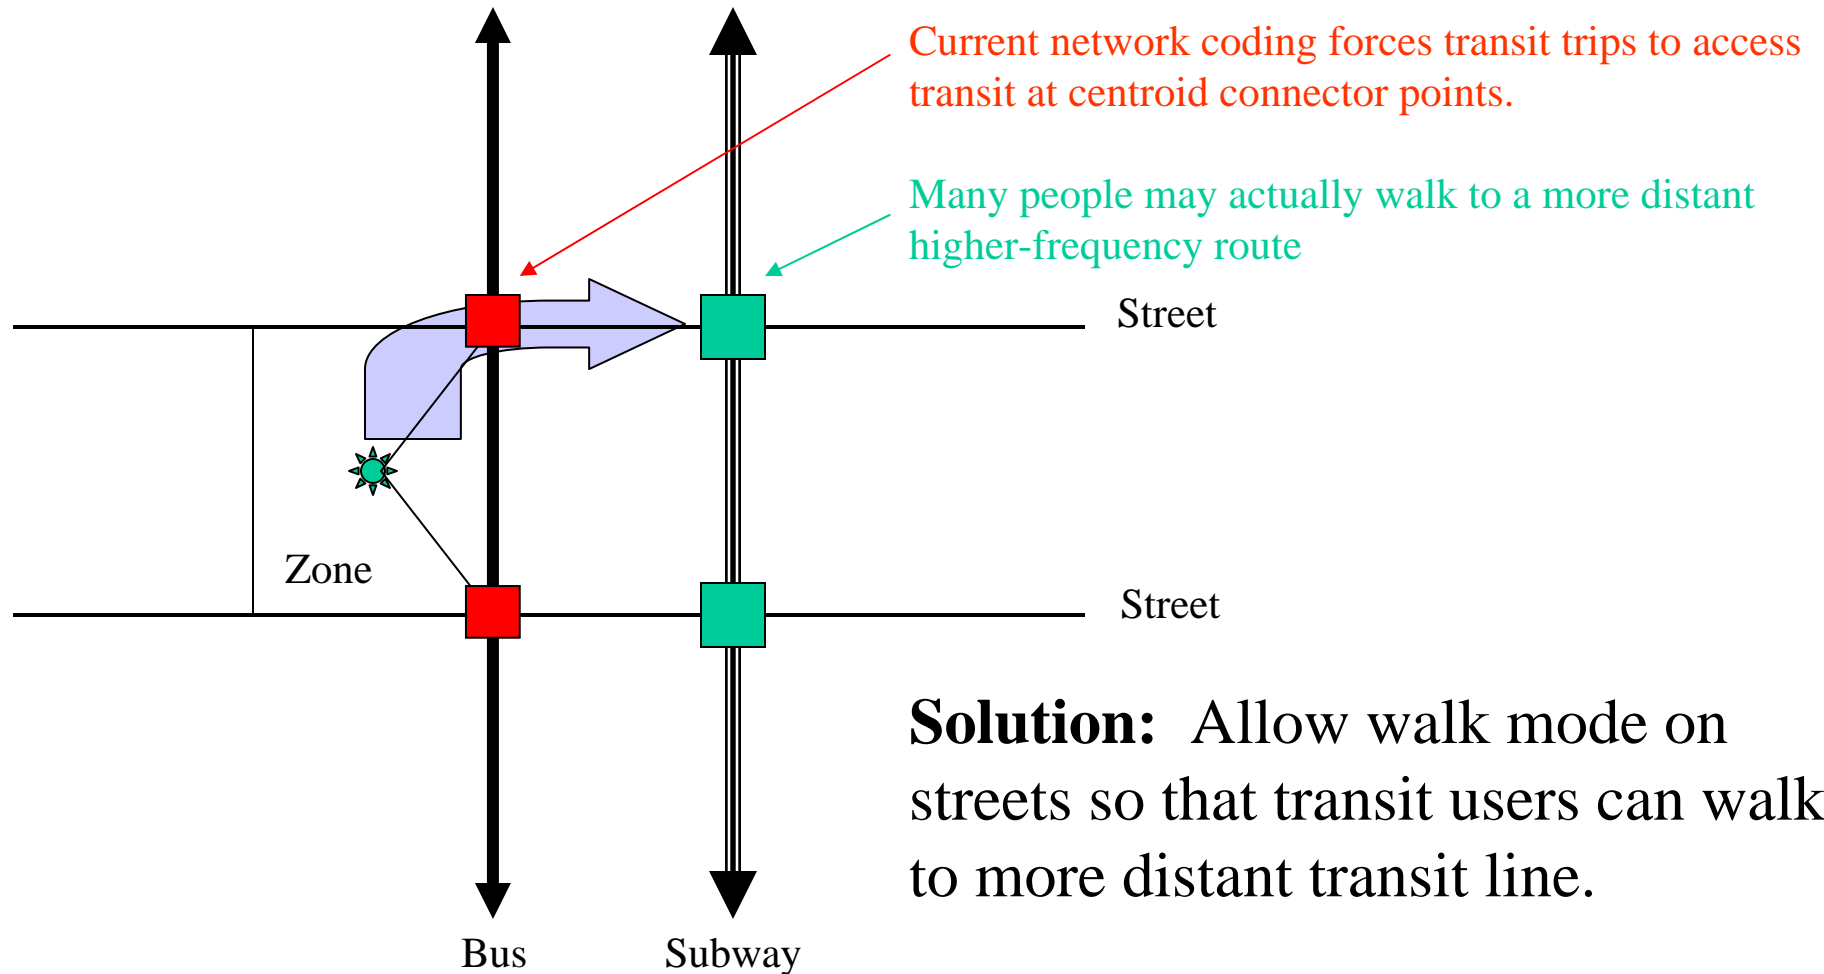 Current network coding forces transit trips to access
transit at centroid connector points.
Many people may actually walk to a more distant
higher-frequency route
Street
Zone
Street
Solution: Allow walk mode on
streets so that transit users can walk
to more distant transit line.
Bus
Subway